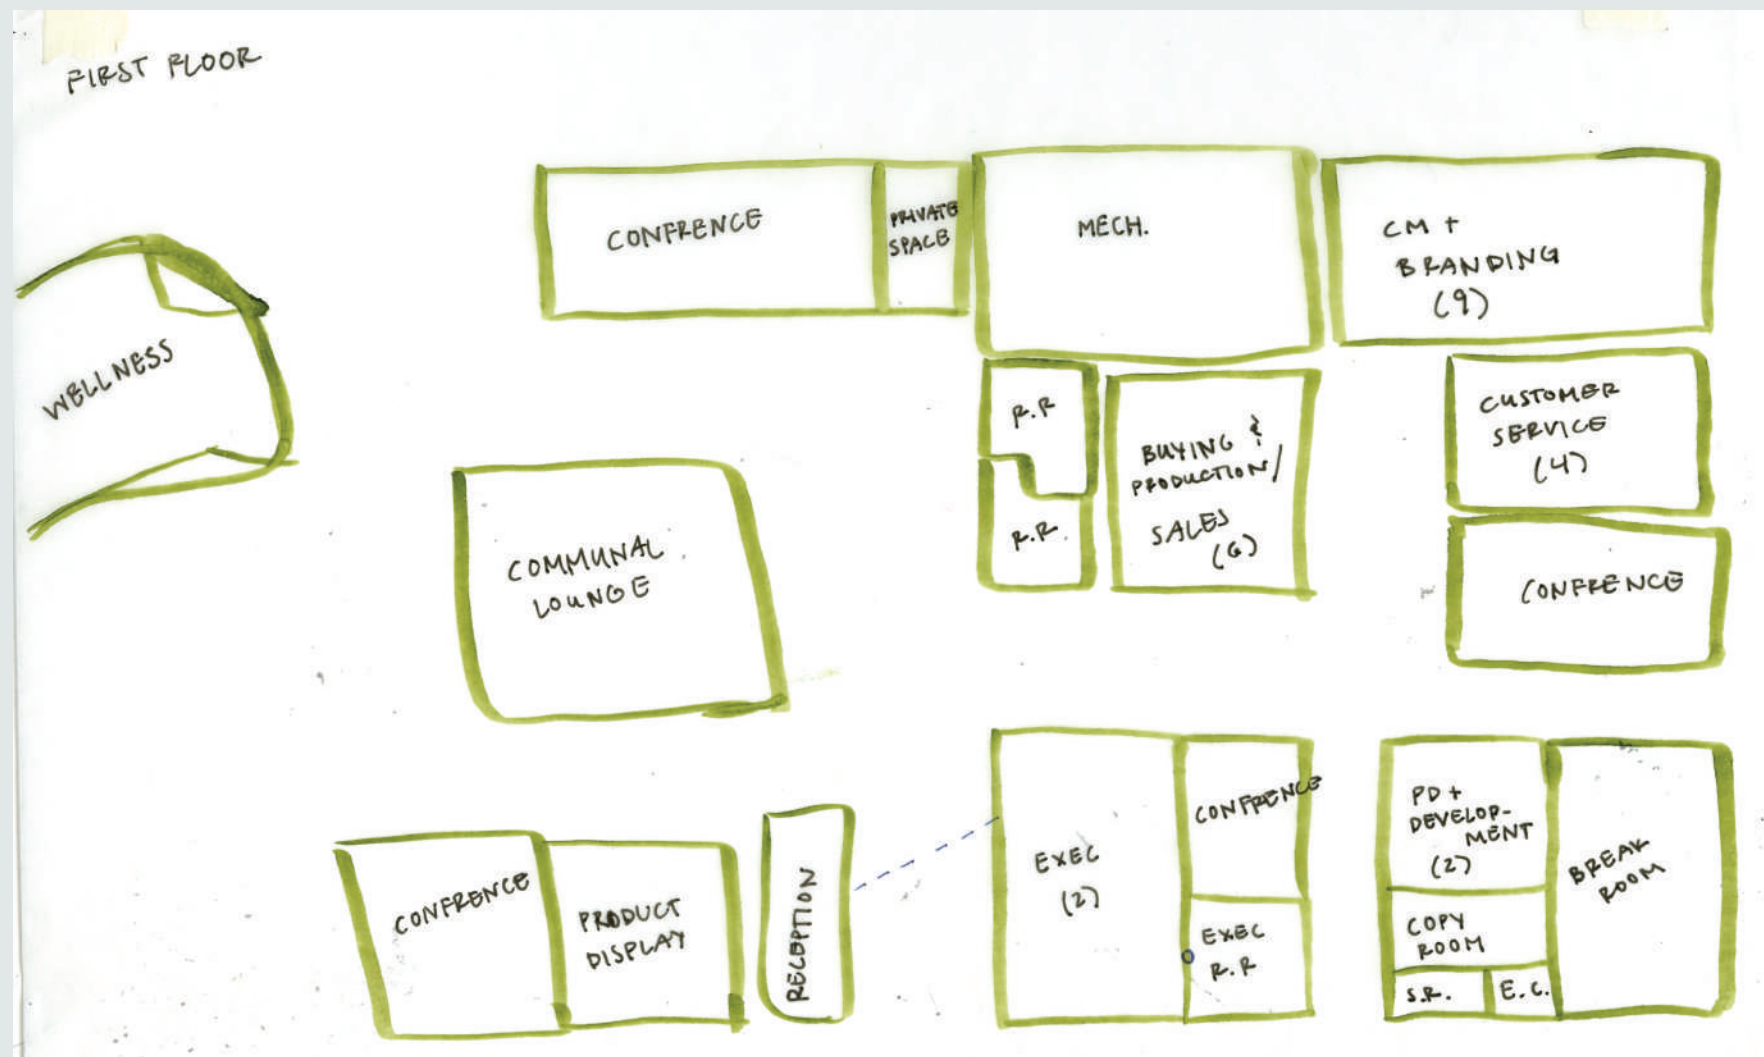 FIRST FLOOR
CONFRENCE
PRIVATE
SPACE
MECH.
CM +
BRANDING
(9)
WELLNESS
R.R
BUYING &
PRODUCTION/
SALES
(6)
R.R.
CUSTOMER
SERVICE
(4)
CONFRENCE
COMMUNAL
LOUNGE
CONFRENCE
PRODUCT
DISPLAY
RECEPTION
EXEC
(2)
CONFRENCE
EXEC
R.R
PD +
DEVELOP-
MENT
(2)
COPY
ROOM
S.R.
E.C.
BREAK
ROOM